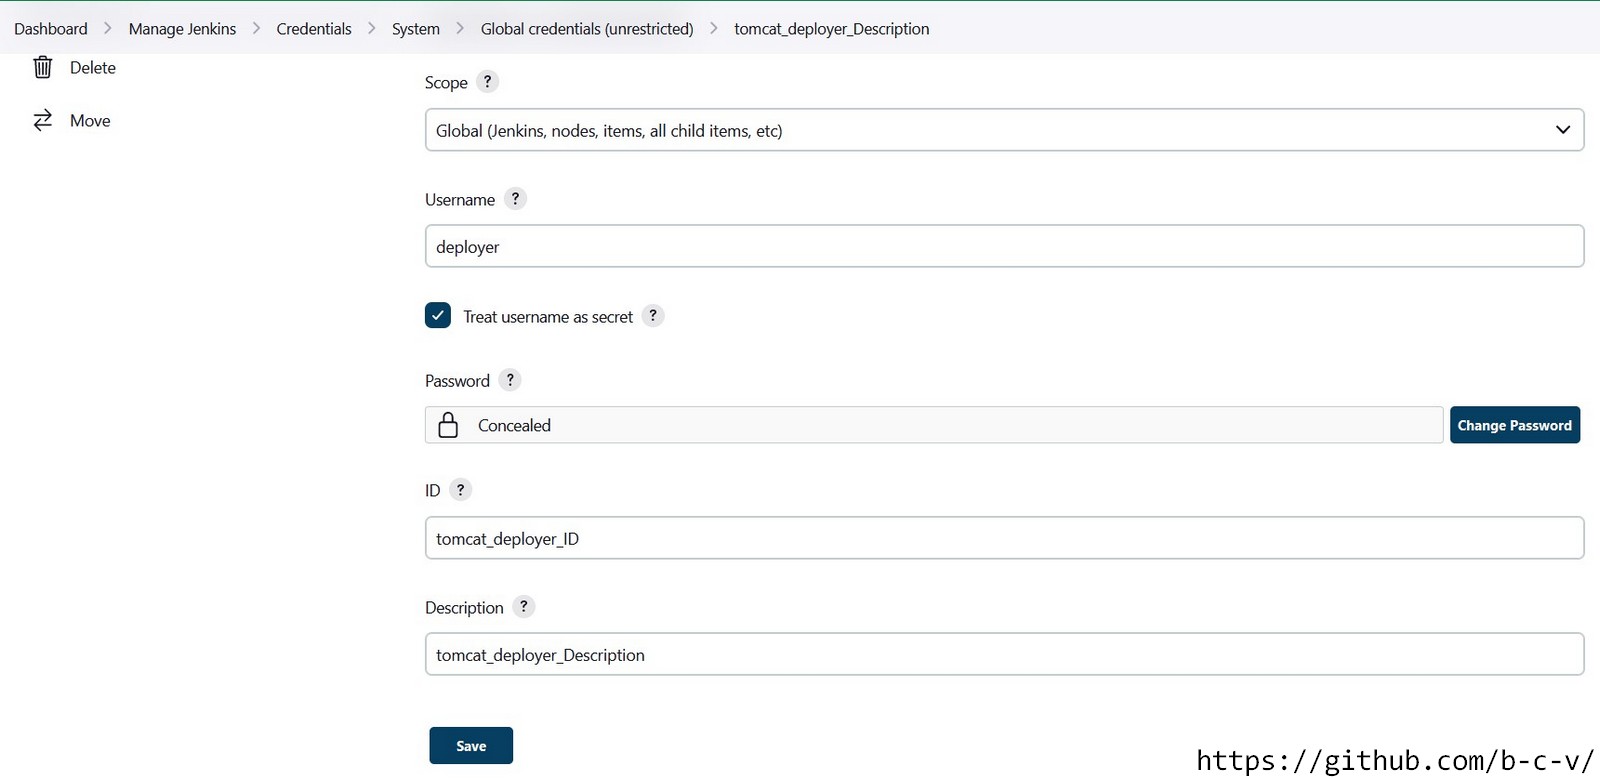 Dashboard > Manage Jenkins > Credentials > System > Global credentials (unrestricted) > tomcat_deployer_Description
Delete
Move
Scope ?
Global (Jenkins, nodes, items, all child items, etc)
Username ?
deployer
Treat username as secret ?
Password ?
Concealed
Change Password
ID ?
tomcat_deployer_ID
Description ?
tomcat_deployer_Description
Save
https://github.com/b-c-v/